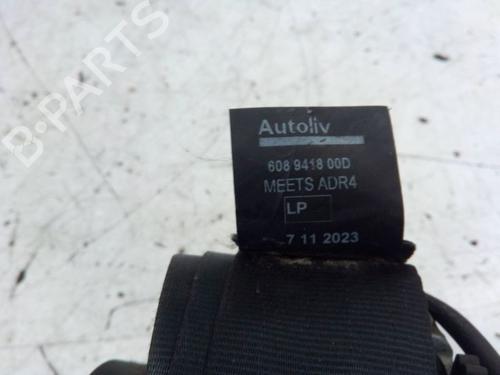 B-PARTS
Autoliv
608 9418 00D
MEETS ADR4
LP
7 11 2023